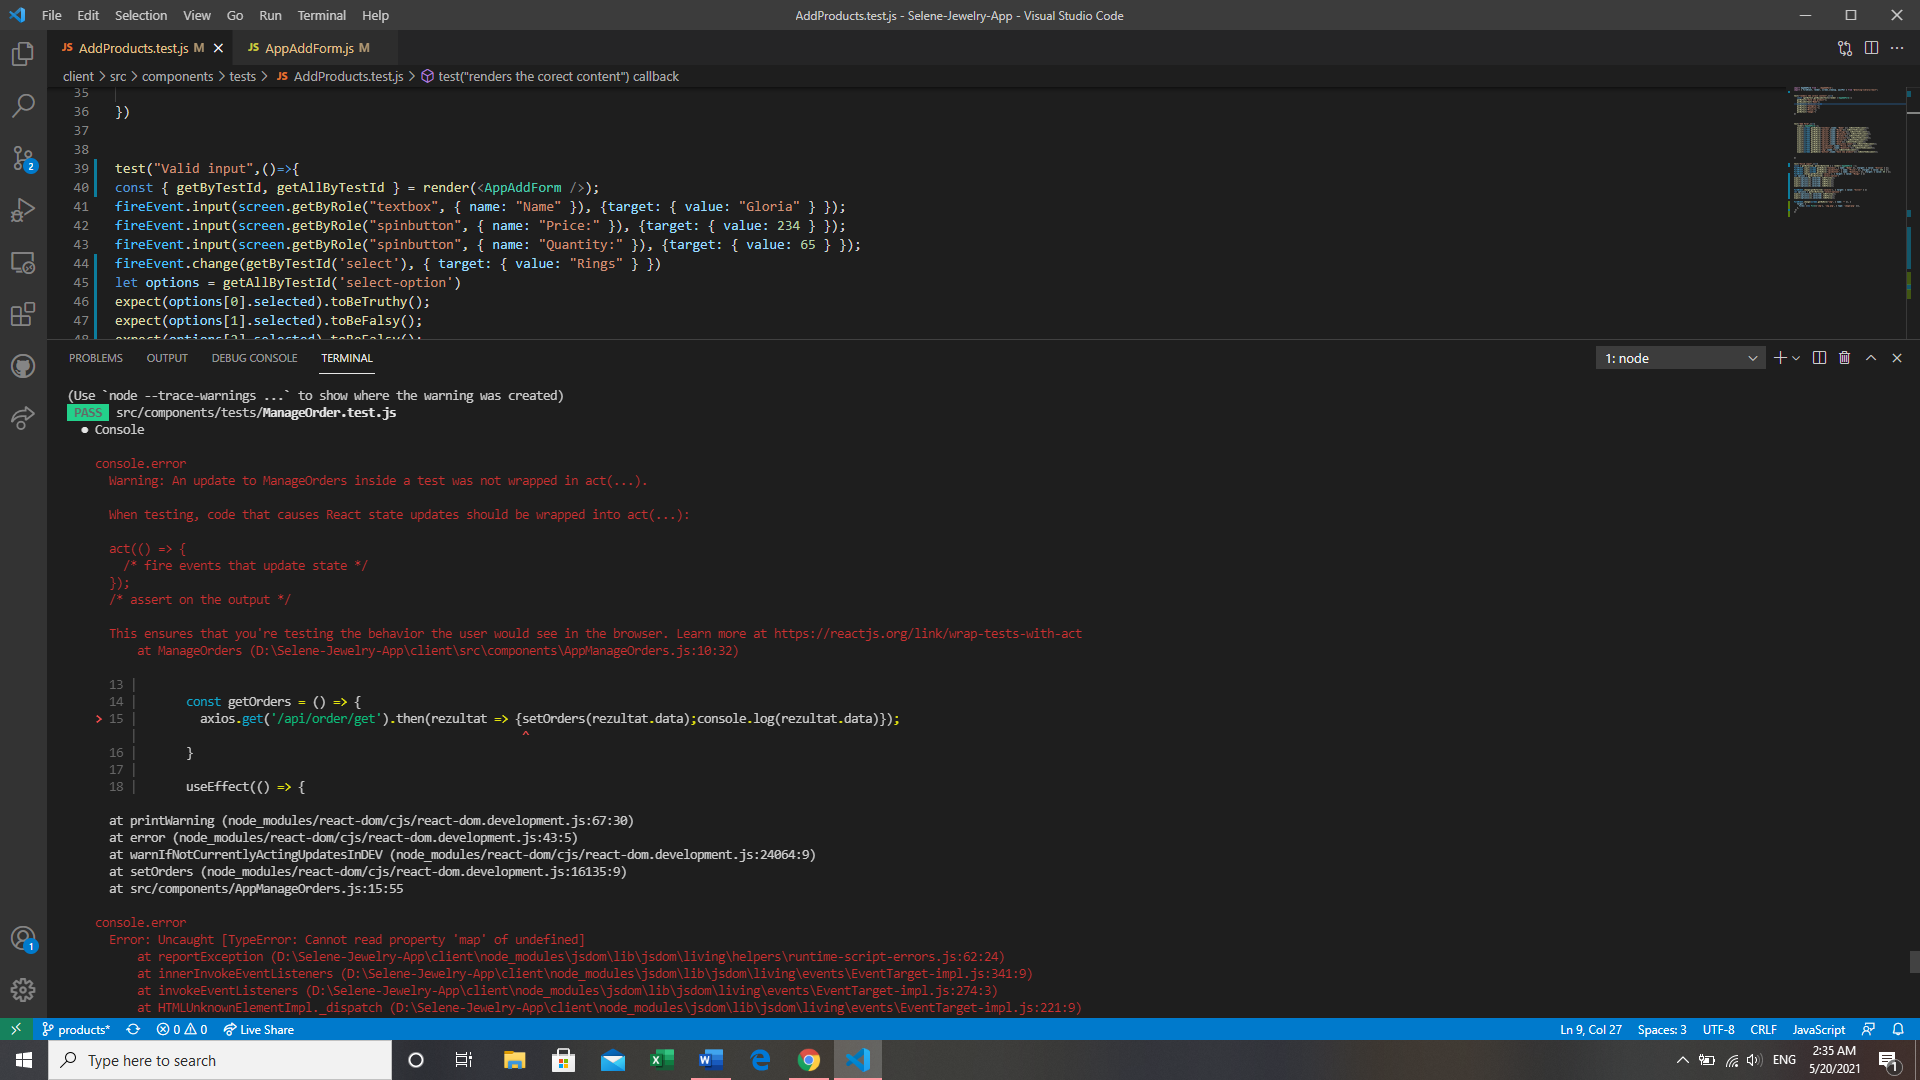 File Edit Selection View Go Run Terminal Help
AddProducts.test.js - Selene-Jewelry-App - Visual Studio Code
JS AddProducts.test.js M
JS AppAddForm.js M
client > src > components > tests > JS AddProducts.test.js > test("renders the corect content") callback
35
36 })
37
38
39 test("Valid input",()=>{
40 const { getByTestId, getAllByTestId } = render(<AppAddForm />);
41 fireEvent.input(screen.getByRole("textbox", { name: "Name" }), {target: { value: "Gloria" } });
42 fireEvent.input(screen.getByRole("spinbutton", { name: "Price:" }), {target: { value: 234 } });
43 fireEvent.input(screen.getByRole("spinbutton", { name: "Quantity:" }), {target: { value: 65 } });
44 fireEvent.change(getByTestId('select'), { target: { value: "Rings" } })
45 let options = getAllByTestId('select-option')
46 expect(options[0].selected).toBeTruthy();
47 expect(options[1].selected).toBeFalsy();
48 expect(options[2].selected).toBeFalsy();
PROBLEMS OUTPUT DEBUG CONSOLE TERMINAL
1: node
(Use `node --trace-warnings ...` to show where the warning was created)
PASS src/components/tests/ManageOrder.test.js
● Console
console.error
Warning: An update to ManageOrders inside a test was not wrapped in act(...).
When testing, code that causes React state updates should be wrapped into act(...):
act(() => {
/* fire events that update state */
});
/* assert on the output */
This ensures that you're testing the behavior the user would see in the browser. Learn more at https://reactjs.org/link/wrap-tests-with-act
at ManageOrders (D:\Selene-Jewelry-App\client\src\components\AppManageOrders.js:10:32)
13 |
14 | const getOrders = () => {
> 15 | axios.get('/api/order/get').then(rezultat => {setOrders(rezultat.data);console.log(rezultat.data)});
| ^
16 | }
17 |
18 | useEffect(() => {
at printWarning (node_modules/react-dom/cjs/react-dom.development.js:67:30)
at error (node_modules/react-dom/cjs/react-dom.development.js:43:5)
at warnIfNotCurrentlyActingUpdatesInDEV (node_modules/react-dom/cjs/react-dom.development.js:24064:9)
at setOrders (node_modules/react-dom/cjs/react-dom.development.js:16135:9)
at src/components/AppManageOrders.js:15:55
console.error
Error: Uncaught [TypeError: Cannot read property 'map' of undefined]
at reportException (D:\Selene-Jewelry-App\client\node_modules\jsdom\lib\jsdom\living\helpers\runtime-script-errors.js:62:24)
at innerInvokeEventListeners (D:\Selene-Jewelry-App\client\node_modules\jsdom\lib\jsdom\living\events\EventTarget-impl.js:341:9)
at invokeEventListeners (D:\Selene-Jewelry-App\client\node_modules\jsdom\lib\jsdom\living\events\EventTarget-impl.js:274:3)
at HTMLUnknownElementImpl._dispatch (D:\Selene-Jewelry-App\client\node_modules\jsdom\lib\jsdom\living\events\EventTarget-impl.js:221:9)
2
1
products* 0 0 Live Share
Ln 9, Col 27 Spaces: 3 UTF-8 CRLF JavaScript
Type here to search
ENG
2:35 AM
5/20/2021
1